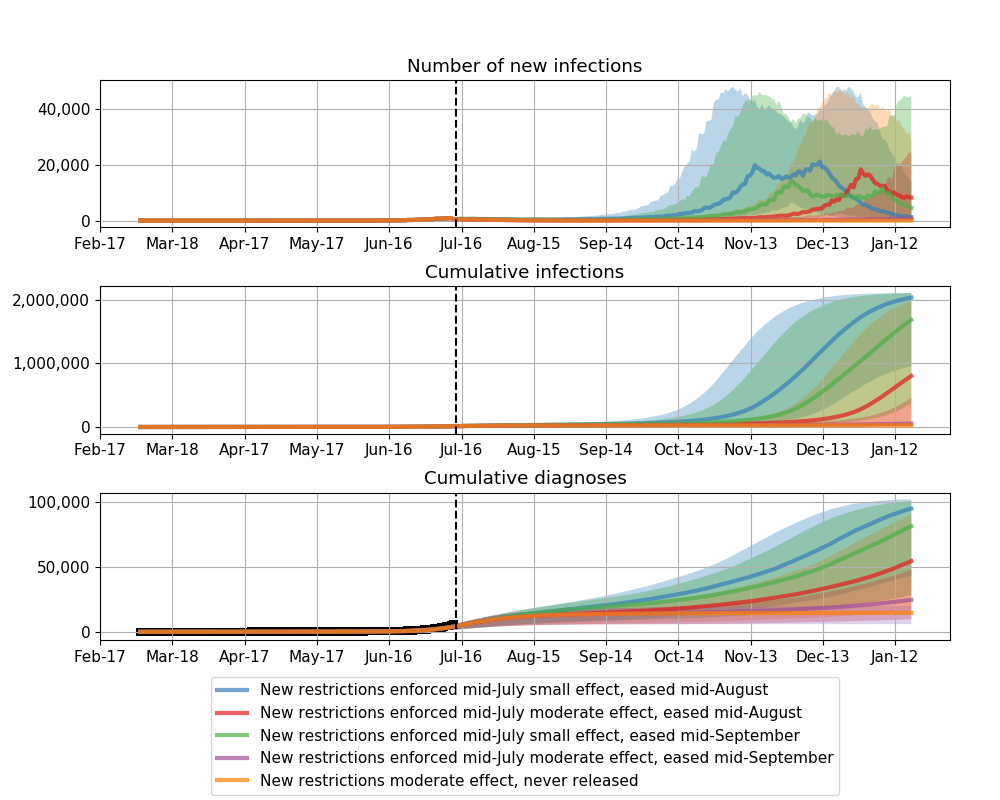 Number of new infections
40,000
20,000
0
Feb-17 Mar-18 Apr-17 May-17 Jun-16 Jul-16 Aug-15 Sep-14 Oct-14 Nov-13 Dec-13 Jan-12
Cumulative infections
2,000,000
1,000,000
0
Feb-17 Mar-18 Apr-17 May-17 Jun-16 Jul-16 Aug-15 Sep-14 Oct-14 Nov-13 Dec-13 Jan-12
Cumulative diagnoses
100,000
50,000
0
Feb-17 Mar-18 Apr-17 May-17 Jun-16 Jul-16 Aug-15 Sep-14 Oct-14 Nov-13 Dec-13 Jan-12
New restrictions enforced mid-July small effect, eased mid-August
New restrictions enforced mid-July moderate effect, eased mid-August
New restrictions enforced mid-July small effect, eased mid-September
New restrictions enforced mid-July moderate effect, eased mid-September
New restrictions moderate effect, never released